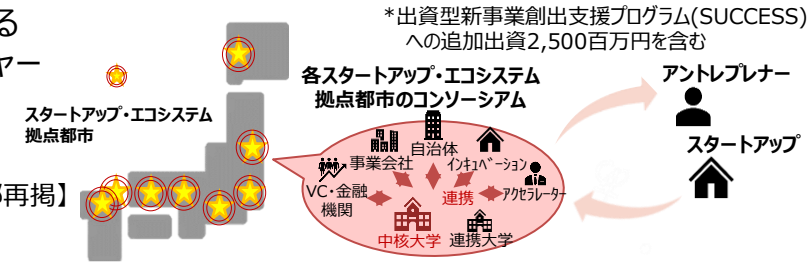 る
ャー
*出資型新事業創出支援プログラム(SUCCESS)
への追加出資2,500百万円を含む
スタートアップ・エコシステム
拠点都市
部再掲】
各スタートアップ・エコシステム
拠点都市のコンソーシアム
自治体
事業会社
インキュベーション
VC・金融
機関
連携
アクセラレーター
中核大学
連携大学
アントレプレナー
スタートアップ